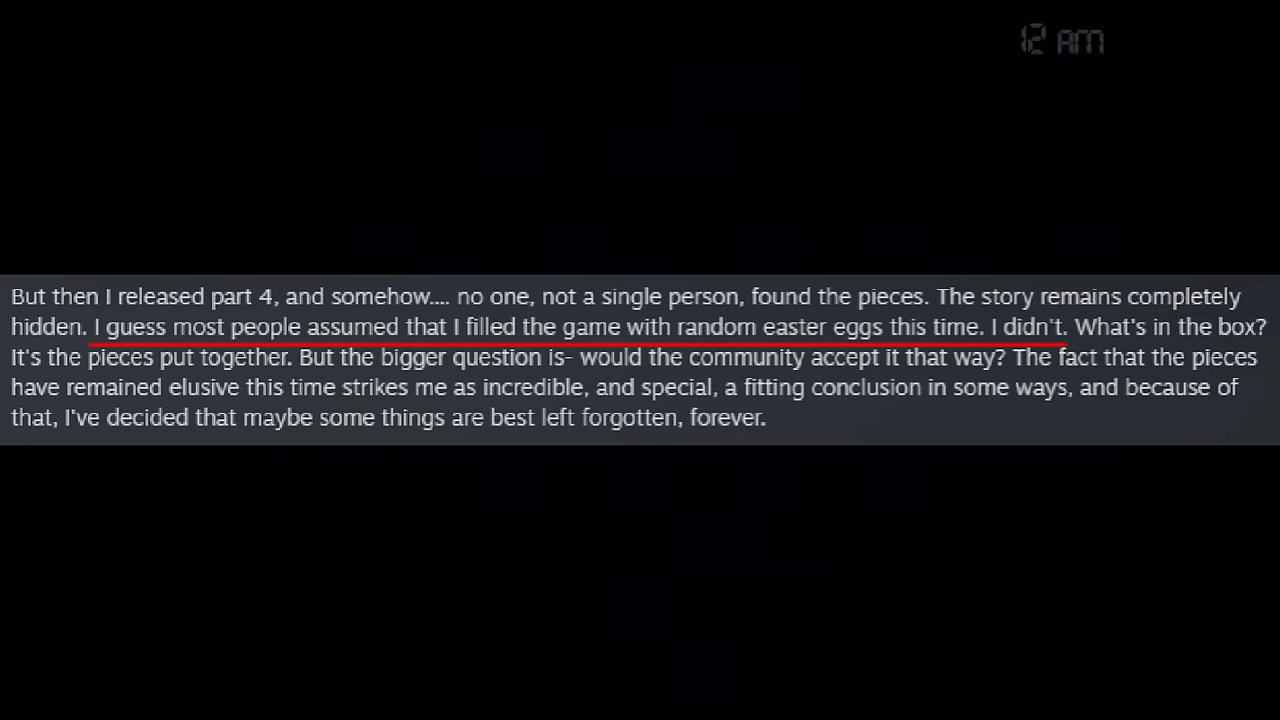 12 AM
But then I released part 4, and somehow.... no one, not a single person, found the pieces. The story remains completely
hidden. I guess most people assumed that I filled the game with random easter eggs this time. I didn't. What's in the box?
It's the pieces put together. But the bigger question is- would the community accept it that way? The fact that the pieces
have remained elusive this time strikes me as incredible, and special, a fitting conclusion in some ways, and because of
that, I've decided that maybe some things are best left forgotten, forever.